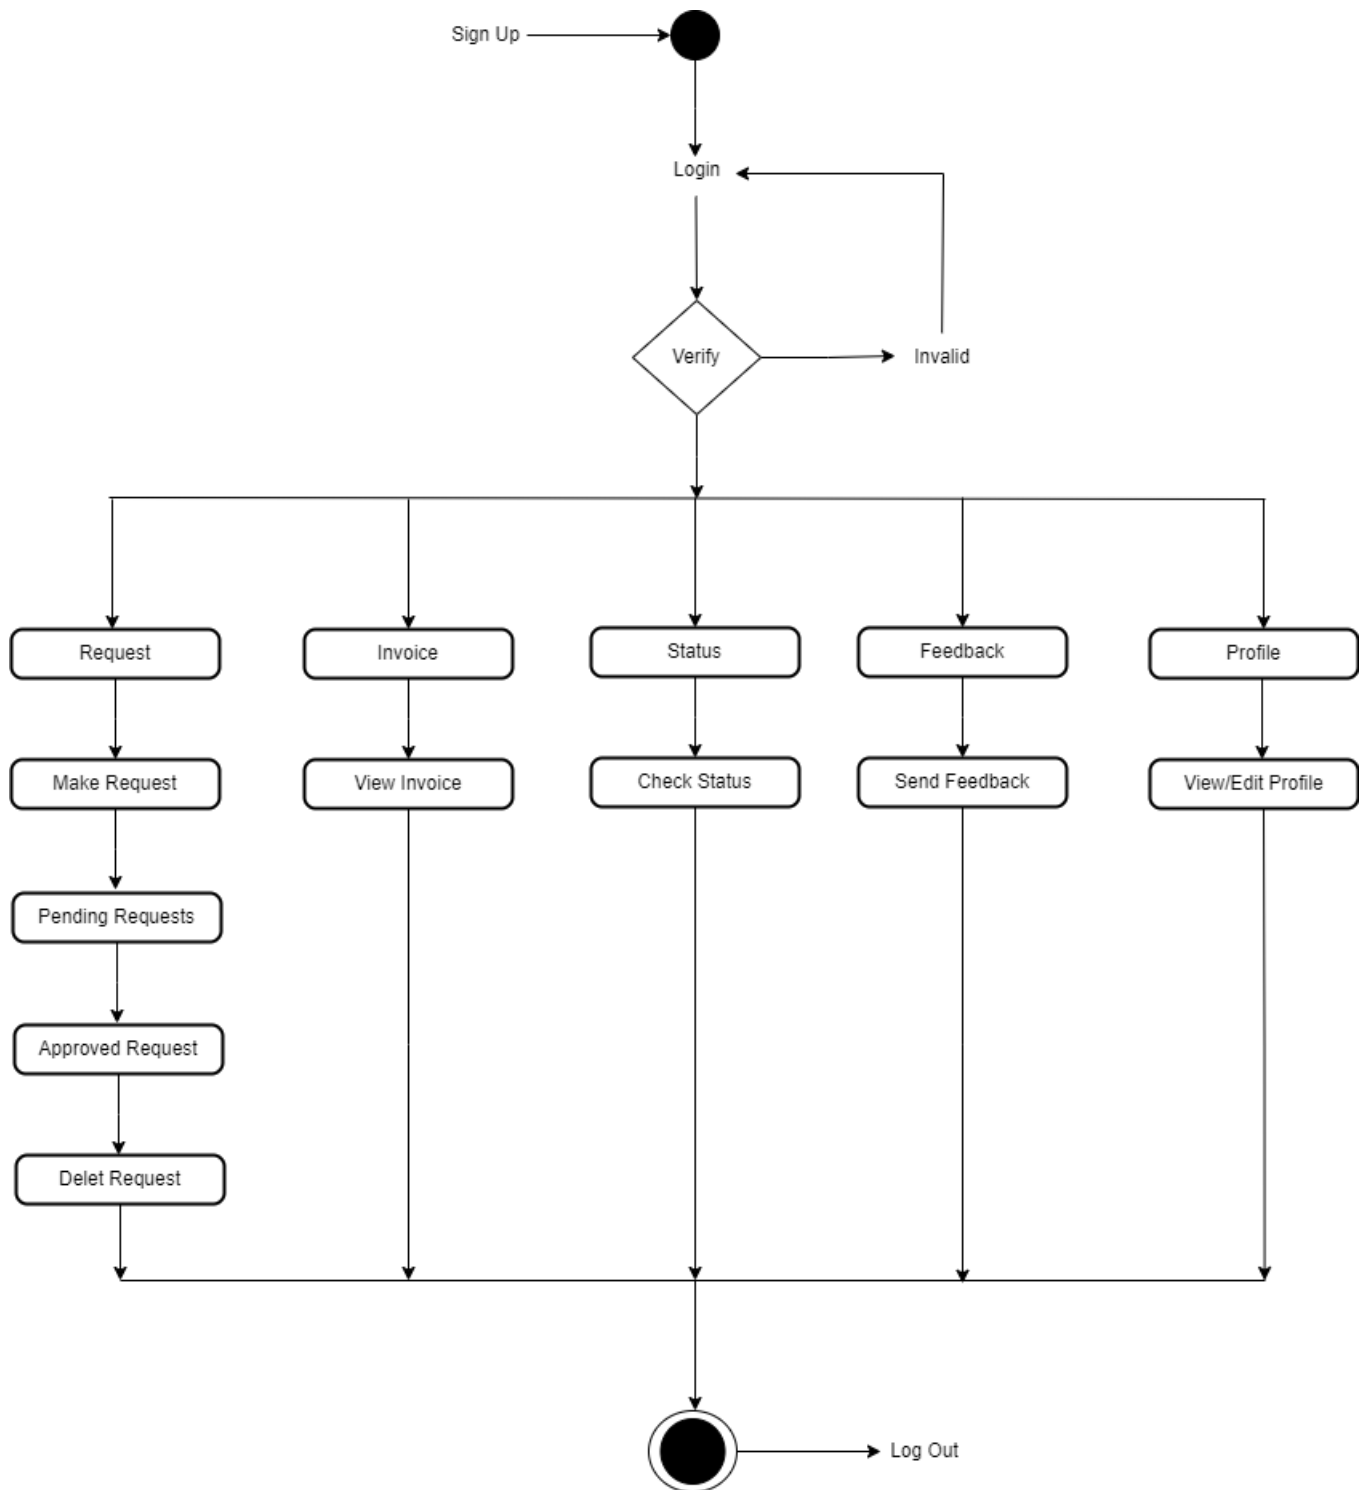 Sign Up
Login
Verify
Invalid
Request
Invoice
Status
Feedback
Profile
Make Request
View Invoice
Check Status
Send Feedback
View/Edit Profile
Pending Requests
Approved Request
Delet Request
Log Out